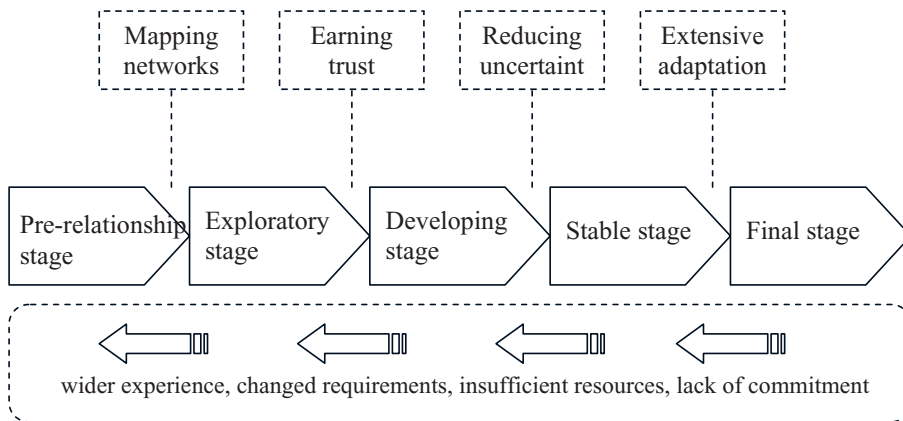 Mapping
networks
Earning
trust
Reducing
uncertaint
Extensive
adaptation
Pre-relationship
stage
Exploratory
stage
Developing
stage
Stable stage
Final stage
wider experience, changed requirements, insufficient resources, lack of commitment